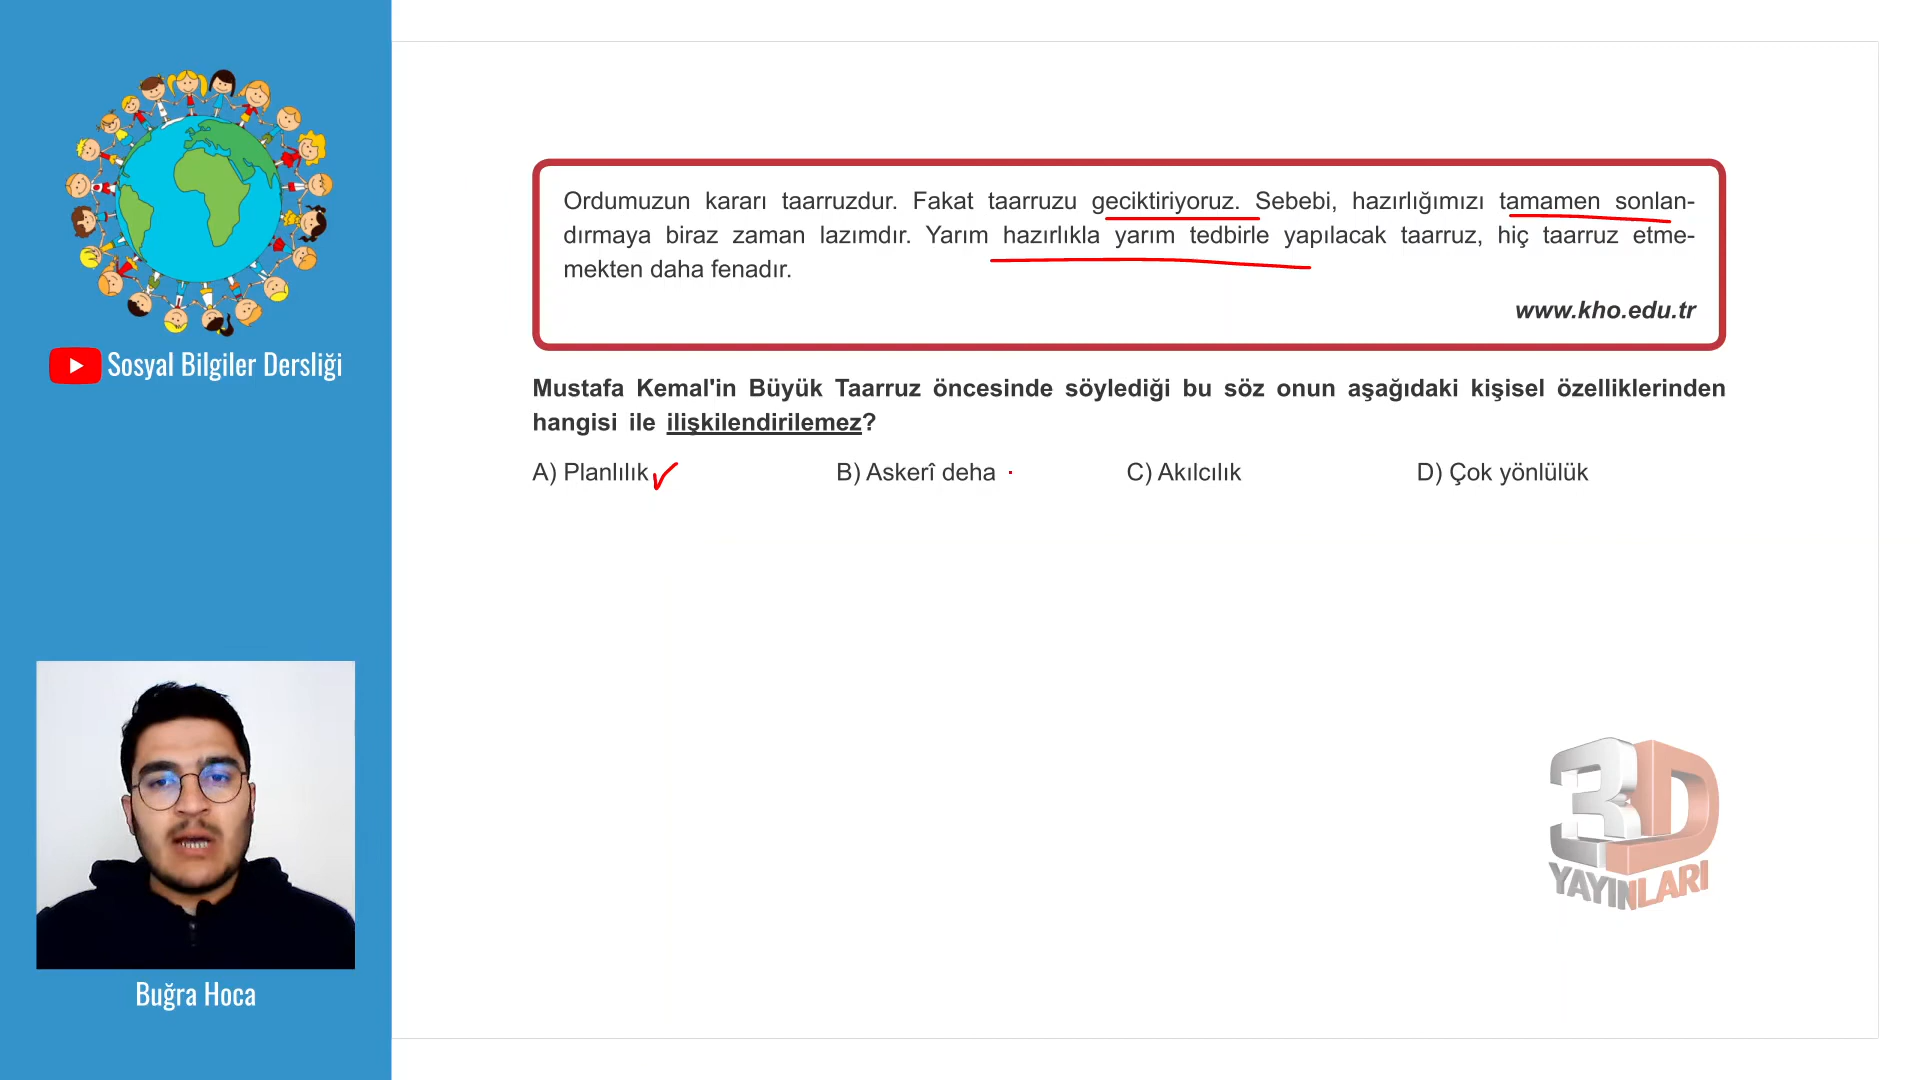 Sosyal Bilgiler Dersliği
Buğra Hoca
Ordumuzun kararı taarruzdur. Fakat taarruzu geciktiriyoruz. Sebebi, hazırlığımızı tamamen sonlan-
dırmaya biraz zaman lazımdır. Yarım hazırlıkla yarım tedbirle yapılacak taarruz, hiç taarruz etme-
mekten daha fenadır.
www.kho.edu.tr
Mustafa Kemal'in Büyük Taarruz öncesinde söylediği bu söz onun aşağıdaki kişisel özelliklerinden
hangisi ile ilişkilendirilemez?
A) Planlılık B) Askerî deha C) Akılcılık D) Çok yönlülük
3D
YAYINLARI